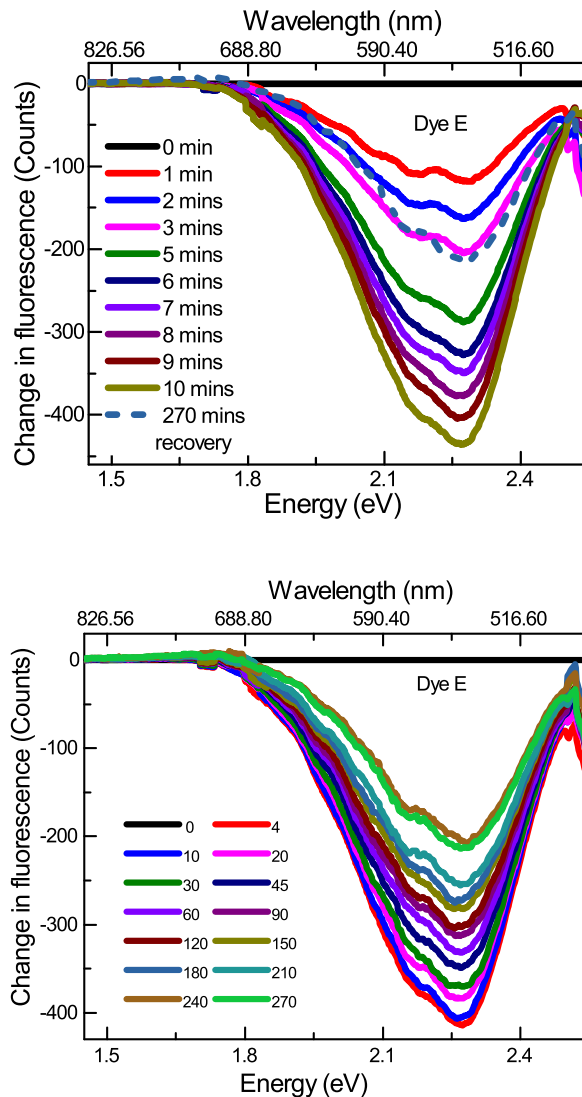 Wavelength (nm)
826.56 688.80 590.40 516.60
0
-100
-200
-300
-400
Change in fluorescence (Counts)
Dye E
0 min
1 min
2 mins
3 mins
5 mins
6 mins
7 mins
8 mins
9 mins
10 mins
270 mins
recovery
1.5 1.8 2.1 2.4
Energy (eV)
Wavelength (nm)
826.56 688.80 590.40 516.60
0
-100
-200
-300
-400
Change in fluorescence (Counts)
Dye E
0 4
10 20
30 45
60 90
120 150
180 210
240 270
1.5 1.8 2.1 2.4
Energy (eV)